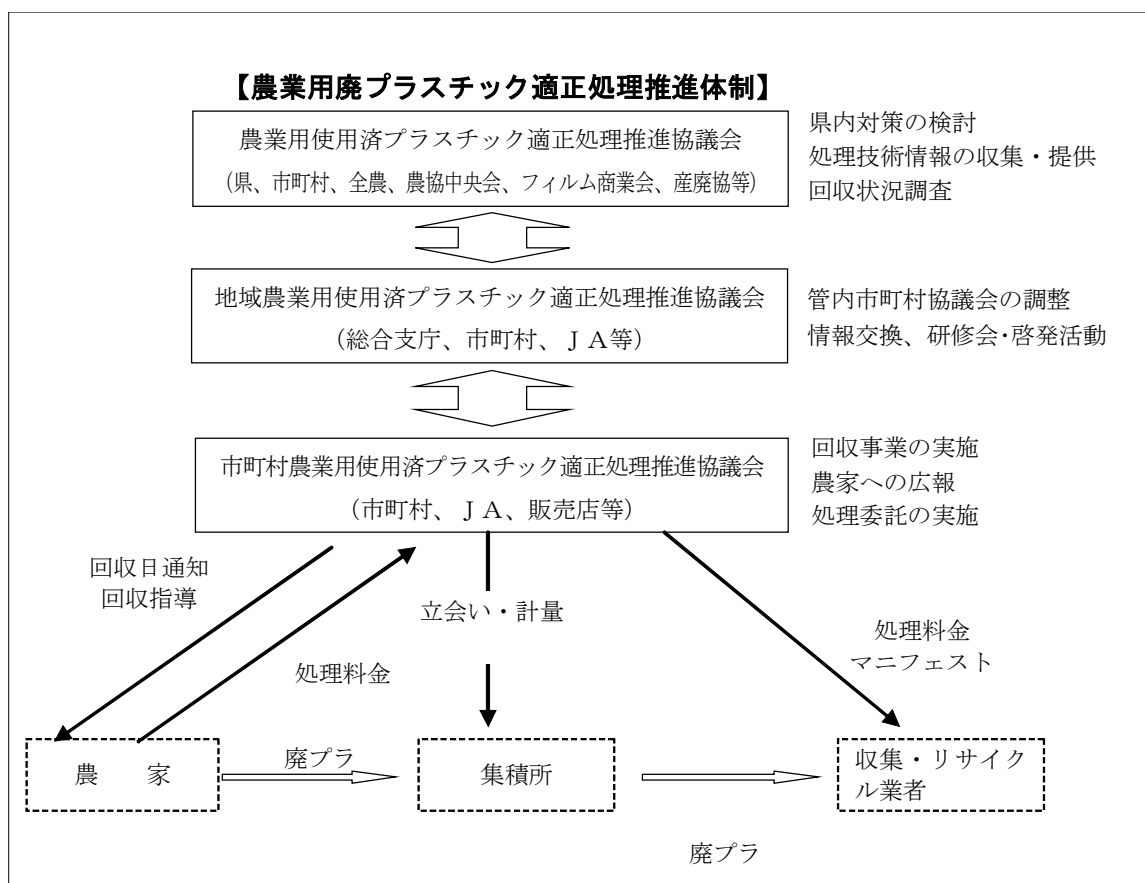 【農業用廃プラスチック適正処理推進体制】
農業用使用済プラスチック適正処理推進協議会
（県、市町村、全農、農協中央会、フィルム商業会、産廃協等）
県内対策の検討
処理技術情報の収集・提供
回収状況調査
地域農業用使用済プラスチック適正処理推進協議会
（総合支庁、市町村、ＪＡ等）
管内市町村協議会の調整
情報交換、研修会・啓発活動
市町村農業用使用済プラスチック適正処理推進協議会
（市町村、ＪＡ、販売店等）
回収事業の実施
農家への広報
処理委託の実施
回収日通知
回収指導
処理料金
立会い・計量
処理料金
マニフェスト
農　　家
廃プラ
集積所
廃プラ
収集・リサイク
ル業者